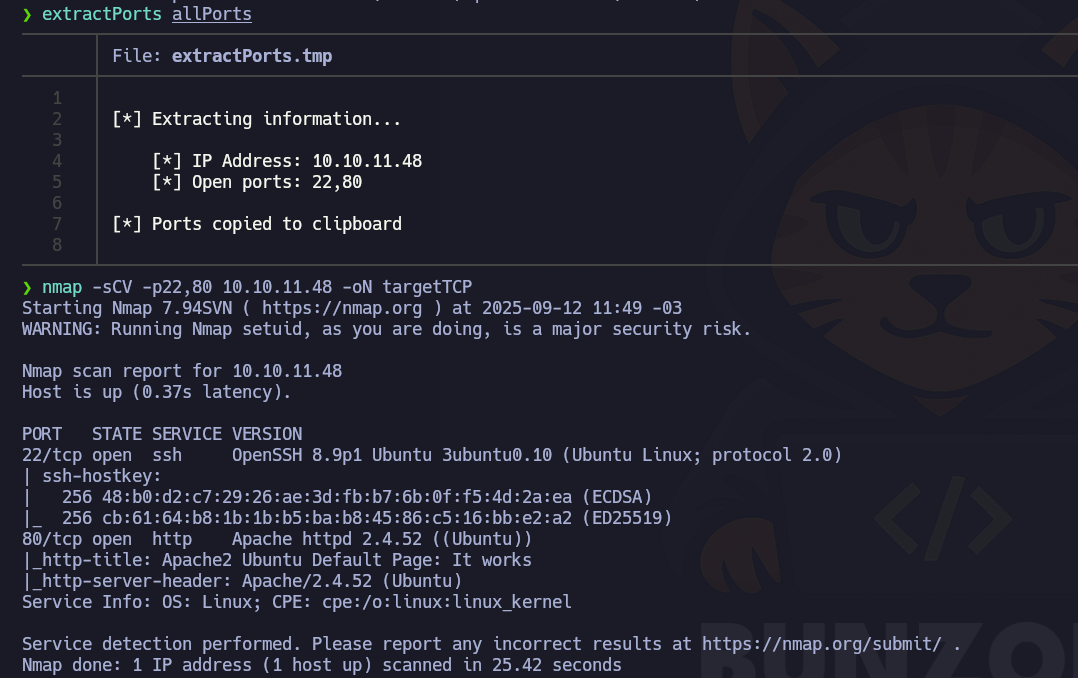 ❯ extractPorts allPorts
File: extractPorts.tmp
1
2 [*] Extracting information...
3
4 [*] IP Address: 10.10.11.48
5 [*] Open ports: 22,80
6
7 [*] Ports copied to clipboard
8
❯ nmap -sCV -p22,80 10.10.11.48 -oN targetTCP
Starting Nmap 7.94SVN ( https://nmap.org ) at 2025-09-12 11:49 -03
WARNING: Running Nmap setuid, as you are doing, is a major security risk.
Nmap scan report for 10.10.11.48
Host is up (0.37s latency).
PORT   STATE SERVICE VERSION
22/tcp open  ssh     OpenSSH 8.9p1 Ubuntu 3ubuntu0.10 (Ubuntu Linux; protocol 2.0)
| ssh-hostkey:
|   256 48:b0:d2:c7:29:26:ae:3d:fb:b7:6b:0f:f5:4d:2a:ea (ECDSA)
|_  256 cb:61:64:b8:1b:1b:b5:ba:b8:45:86:c5:16:bb:e2:a2 (ED25519)
80/tcp open  http    Apache httpd 2.4.52 ((Ubuntu))
|_http-title: Apache2 Ubuntu Default Page: It works
|_http-server-header: Apache/2.4.52 (Ubuntu)
Service Info: OS: Linux; CPE: cpe:/o:linux:linux_kernel
Service detection performed. Please report any incorrect results at https://nmap.org/submit/ .
Nmap done: 1 IP address (1 host up) scanned in 25.42 seconds